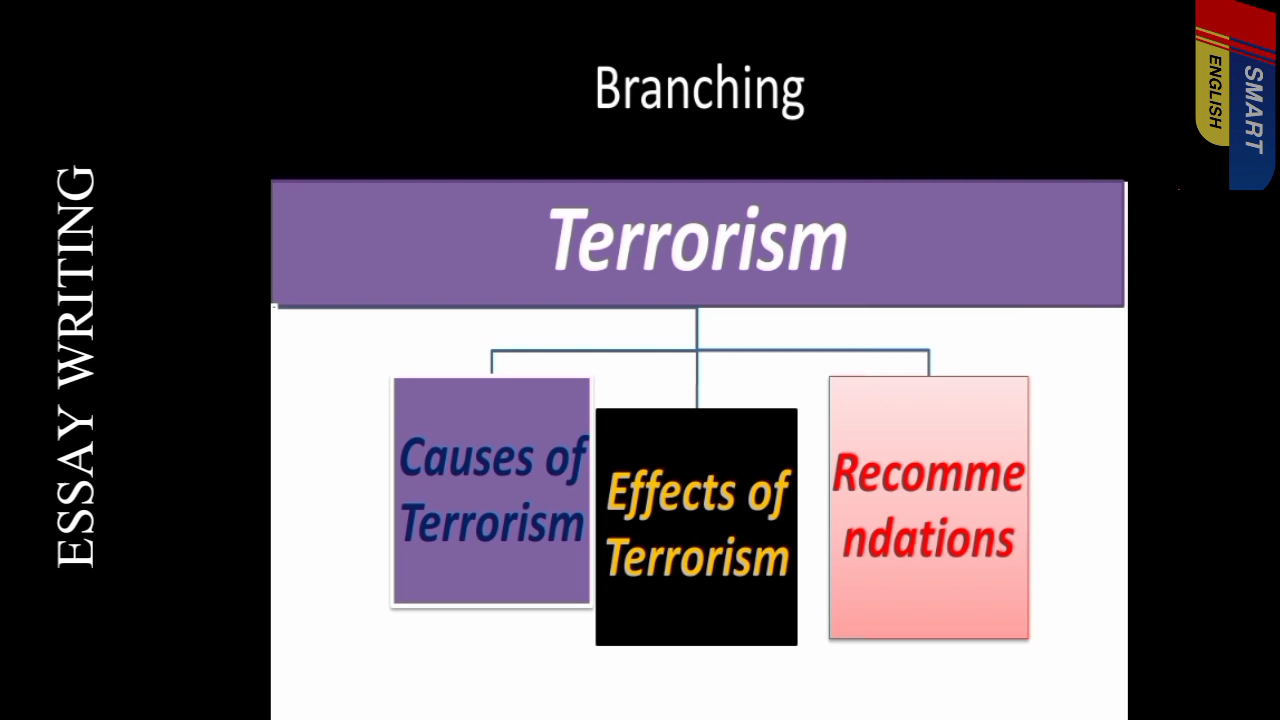 Branching
SMART
ENGLISH
ESSAY WRITING
Terrorism
Causes of
Terrorism
Effects of
Terrorism
Recomme
ndations